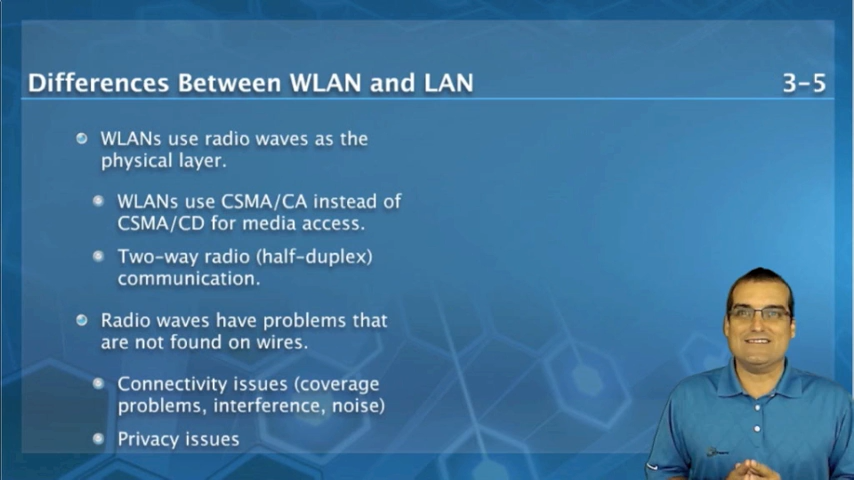 Differences Between WLAN and LAN 3-5
WLANs use radio waves as the
physical layer.
WLANs use CSMA/CA instead of
CSMA/CD for media access.
Two-way radio (half-duplex)
communication.
Radio waves have problems that
are not found on wires.
Connectivity issues (coverage
problems, interference, noise)
Privacy issues